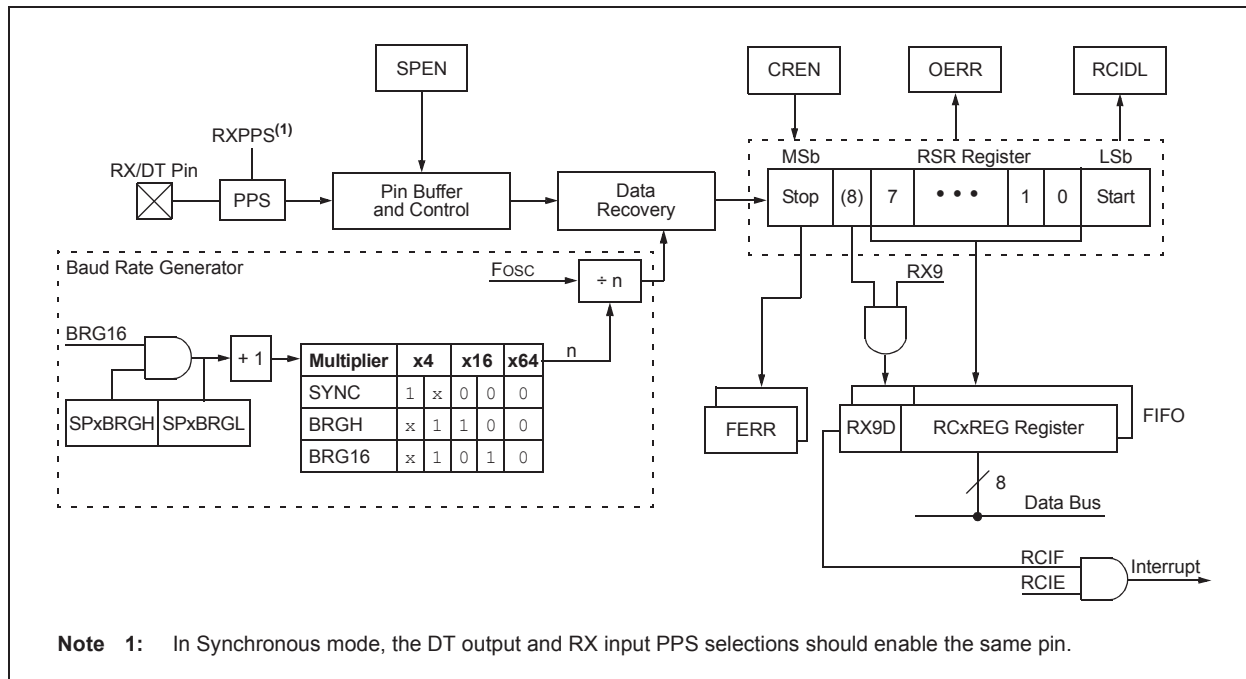 SPEN
CREN
OERR
RCIDL
RXPPS(1)
RX/DT Pin
PPS
Pin Buffer
and Control
Data
Recovery
MSb
RSR Register
LSb
Stop
(8)
7
• • •
1
0
Start
Baud Rate Generator
FOSC
÷ n
RX9
BRG16
+ 1
n
Multiplier x4 x16 x64
SYNC 1 x 0 0 0
BRGH x 1 1 0 0
BRG16 x 1 0 1 0
SPxBRGH
SPxBRGL
FERR
RX9D
RCxREG Register
FIFO
8
Data Bus
RCIF
RCIE
Interrupt
Note 1: In Synchronous mode, the DT output and RX input PPS selections should enable the same pin.